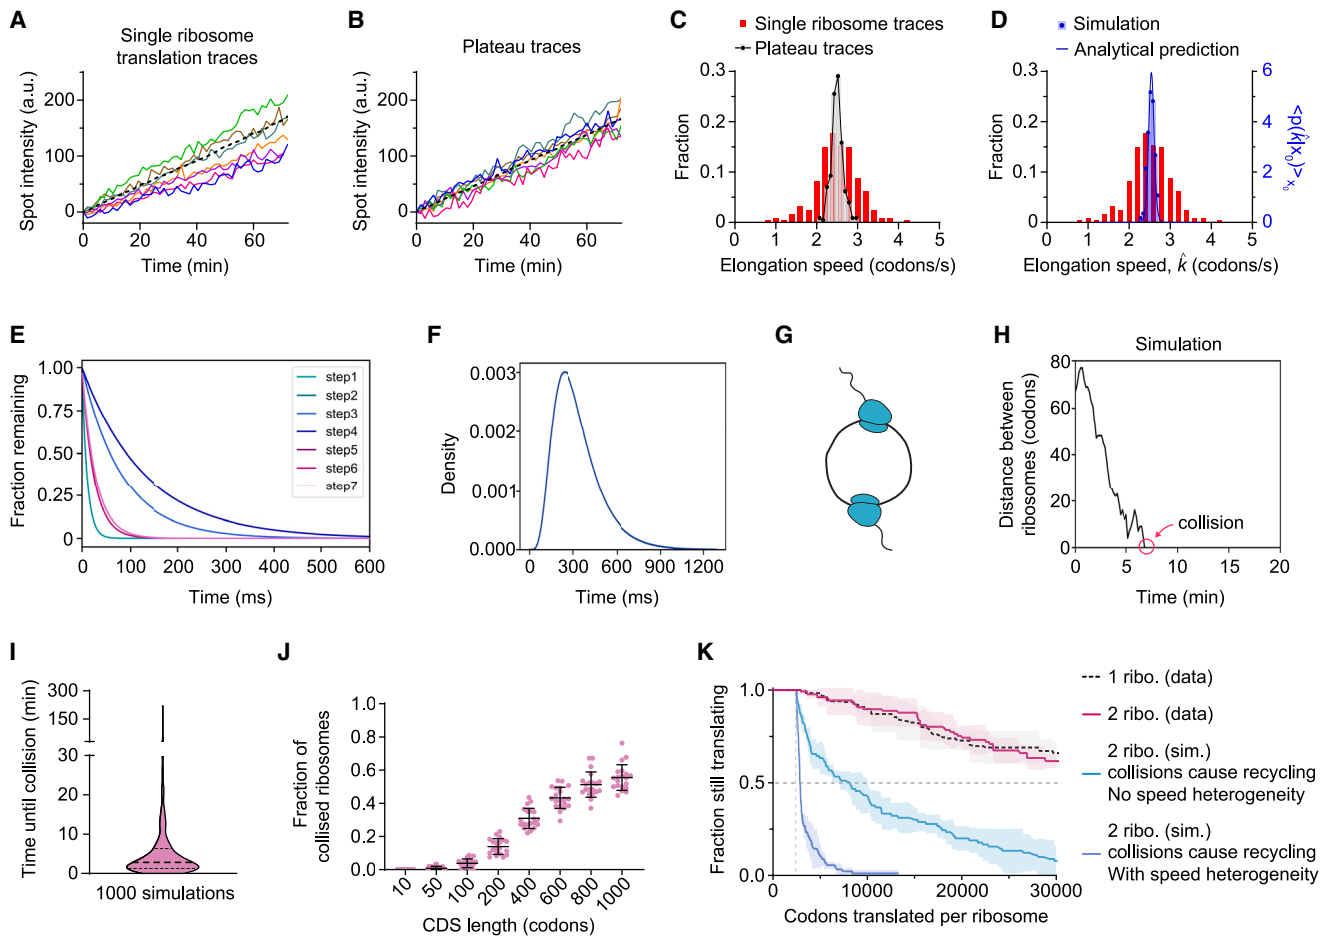 A
Single ribosome
translation traces
Spot intensity (a.u.)
200
100
0
0
20
40
60
Time (min)
B
Plateau traces
Spot intensity (a.u.)
200
100
0
0
20
40
60
Time (min)
C
Single ribosome traces
Plateau traces
Fraction
0.3
0.2
0.1
0.0
0 1 2 3 4 5
Elongation speed (codons/s)
D
Simulation
Analytical prediction
Fraction
0.3
0.2
0.1
0.0
0 1 2 3 4 5
6
4
2
0
<p(k̂|x₀)>ₓ₀
Elongation speed, k̂ (codons/s)
E
Fraction remaining
1.00
0.75
0.50
0.25
0
0 100 200 300 400 500 600
Time (ms)
step1
step2
step3
step4
step5
step6
step7
F
Density
0.003
0.002
0.001
0.000
0 300 600 900 1200
Time (ms)
G
H
Simulation
Distance between
ribosomes (codons)
80
60
40
20
0
0 5 10 15 20
collision
Time (min)
I
Time until collision (min)
300
150
30
20
10
0
1000 simulations
J
Fraction of
collised ribosomes
1.0
0.8
0.6
0.4
0.2
0.0
10
50
100
200
400
6000
800
1000
CDS length (codons)
K
Fraction still translating
1.0
0.5
0.0
0 10000 20000 30000
Codons translated per ribosome
1 ribo. (data)
2 ribo. (data)
2 ribo. (sim.)
collisions cause recycling
No speed heterogeneity
2 ribo. (sim.)
collisions cause recycling
With speed heterogeneity